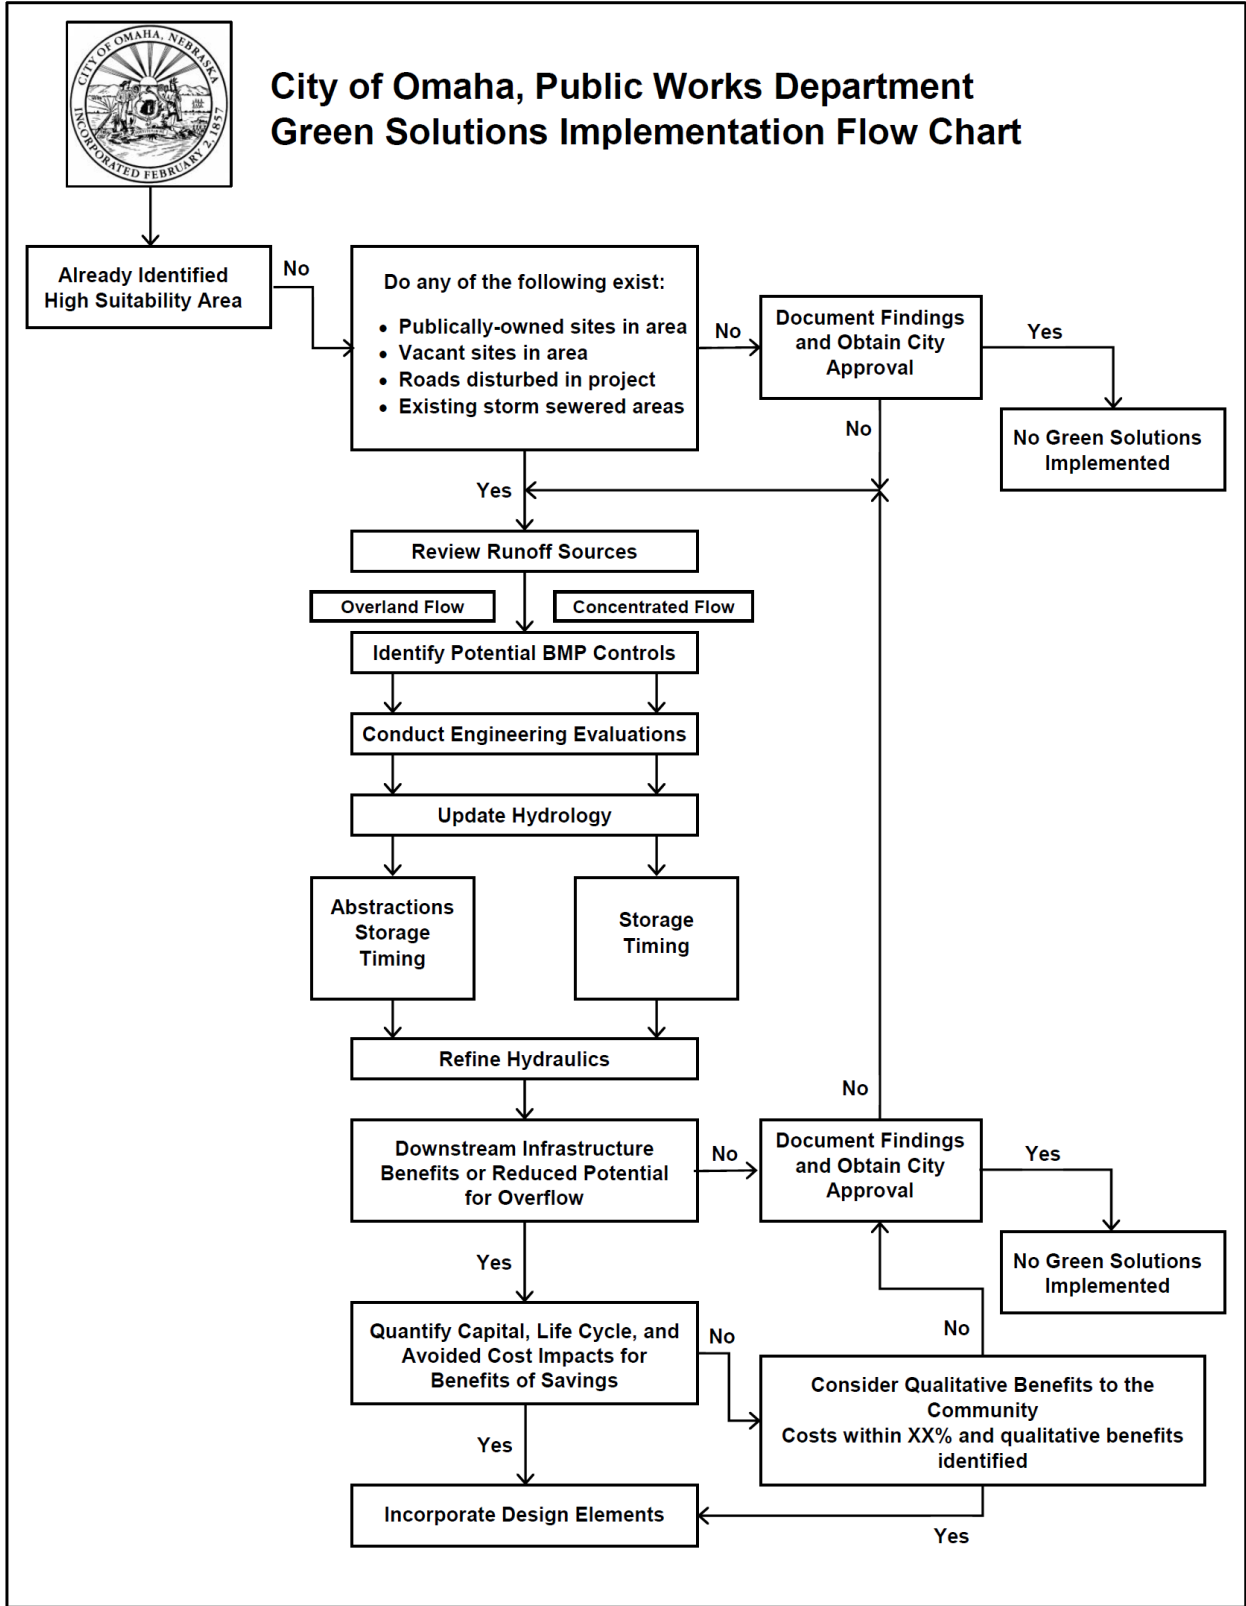 CITY OF OMAHA, NEBRASKA
INCORPORATED FEBRUARY 2, 1857
City of Omaha, Public Works Department
Green Solutions Implementation Flow Chart
Already Identified
High Suitability Area
No
Do any of the following exist:
• Publically-owned sites in area
• Vacant sites in area
• Roads disturbed in project
• Existing storm sewered areas
No
Document Findings
and Obtain City
Approval
Yes
No Green Solutions
Implemented
No
Yes
Review Runoff Sources
Overland Flow
Concentrated Flow
Identify Potential BMP Controls
Conduct Engineering Evaluations
Update Hydrology
Abstractions
Storage
Timing
Storage
Timing
Refine Hydraulics
No
Downstream Infrastructure
Benefits or Reduced Potential
for Overflow
No
Document Findings
and Obtain City
Approval
Yes
No Green Solutions
Implemented
Yes
No
Quantify Capital, Life Cycle, and
Avoided Cost Impacts for
Benefits of Savings
No
Consider Qualitative Benefits to the
Community
Costs within XX% and qualitative benefits
identified
Yes
Incorporate Design Elements
Yes